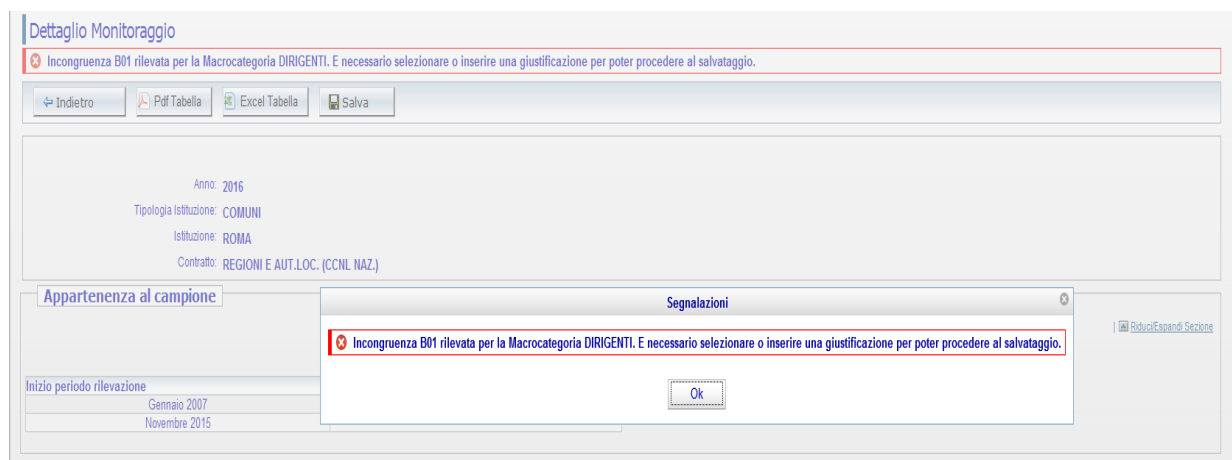 Dettaglio Monitoraggio
Incongruenza B01 rilevata per la Macrocategoria DIRIGENTI. E necessario selezionare o inserire una giustificazione per poter procedere al salvataggio.
Indietro Pdf Tabella Excel Tabella Salva
Anno: 2016
Tipologia Istituzione: COMUNI
Istituzione: ROMA
Contratto: REGIONI E AUT.LOC. (CCNL NAZ.)
Appartenenza al campione
Segnalazioni
| Riduci/Espandi Sezione
Incongruenza B01 rilevata per la Macrocategoria DIRIGENTI. E necessario selezionare o inserire una giustificazione per poter procedere al salvataggio.
Ok
Inizio periodo rilevazione
Gennaio 2007
Novembre 2015